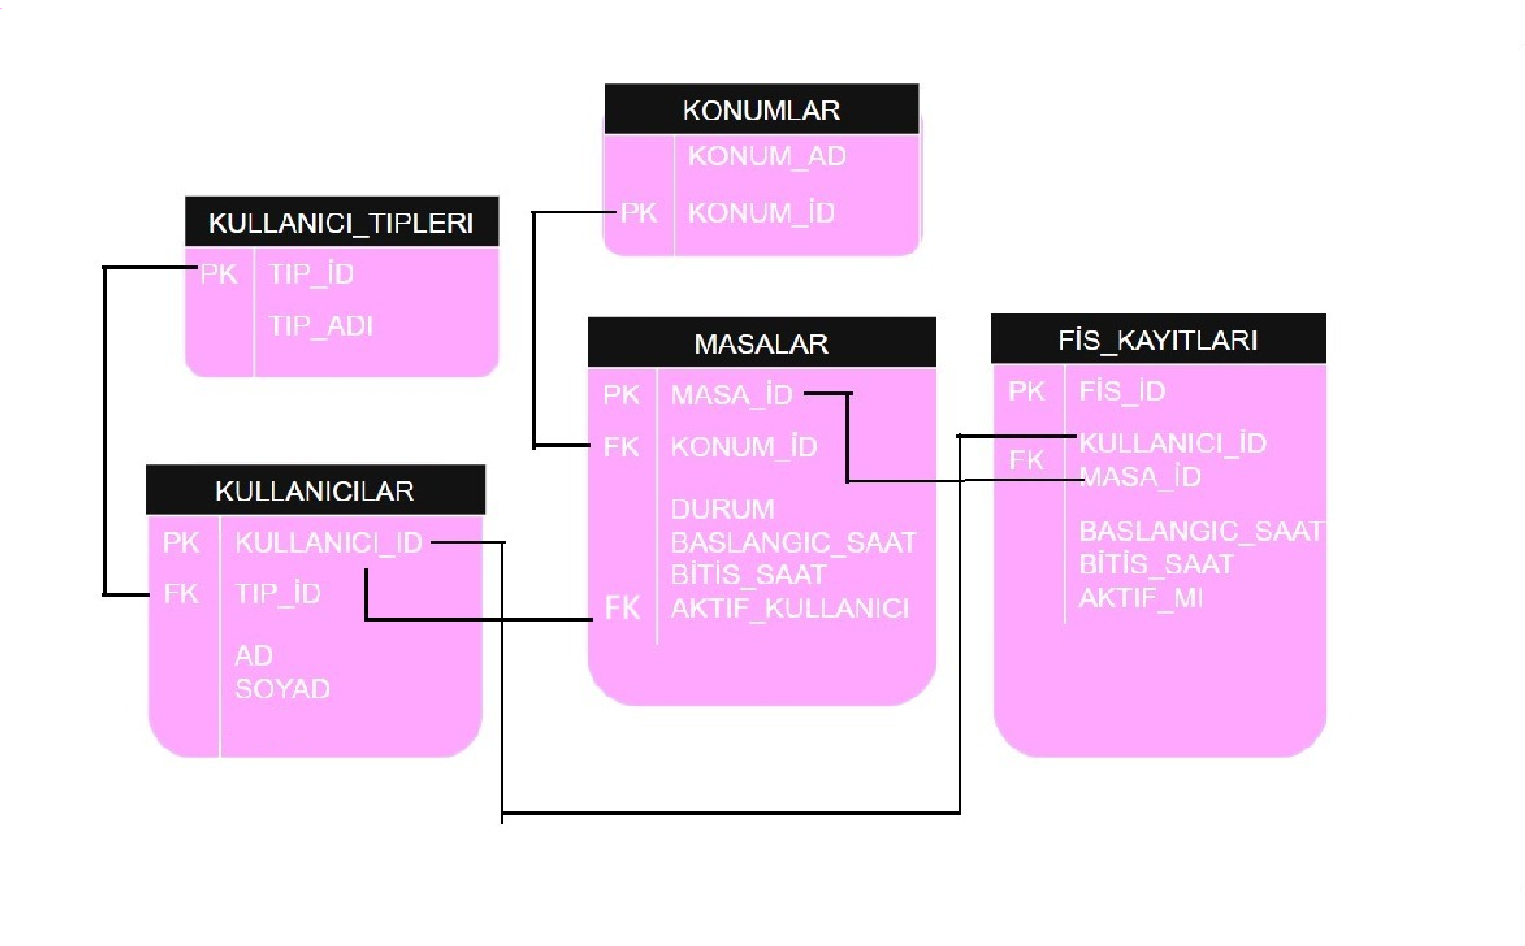 KONUMLAR
KONUM_AD
PK KONUM_İD
KULLANICI_TIPLERI
PK TIP_İD
TIP_ADI
MASALAR
PK MASA_İD
FK KONUM_İD
DURUM
BASLANGIC_SAAT
BİTİS_SAAT
FK AKTIF_KULLANICI
FİS_KAYITLARI
PK FİS_İD
KULLANICI_İD
FK
MASA_İD
BASLANGIC_SAAT
BİTİS_SAAT
AKTIF_MI
KULLANICILAR
PK KULLANICI_ID
FK TIP_İD
AD
SOYAD